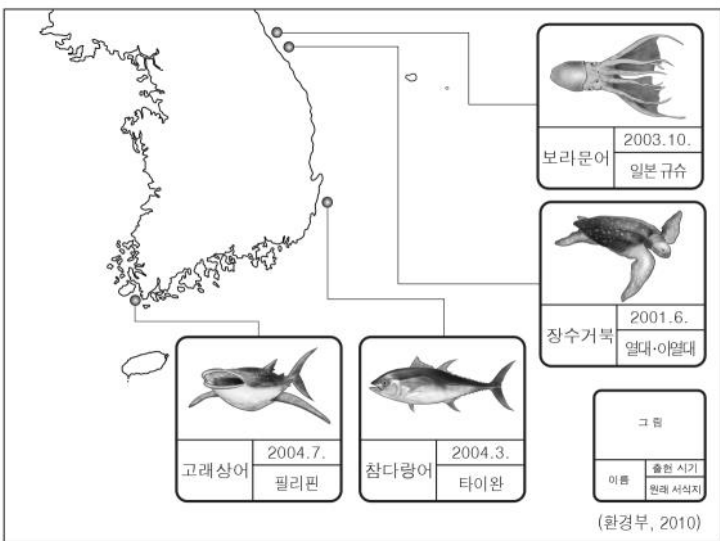 보라문어
2003.10.
일본 규슈
장수거북
2001.6.
열대·아열대
고래상어
2004.7.
필리핀
참다랑어
2004.3.
타이완
그림
이름
출현 시기
원래 서식지
(환경부, 2010)